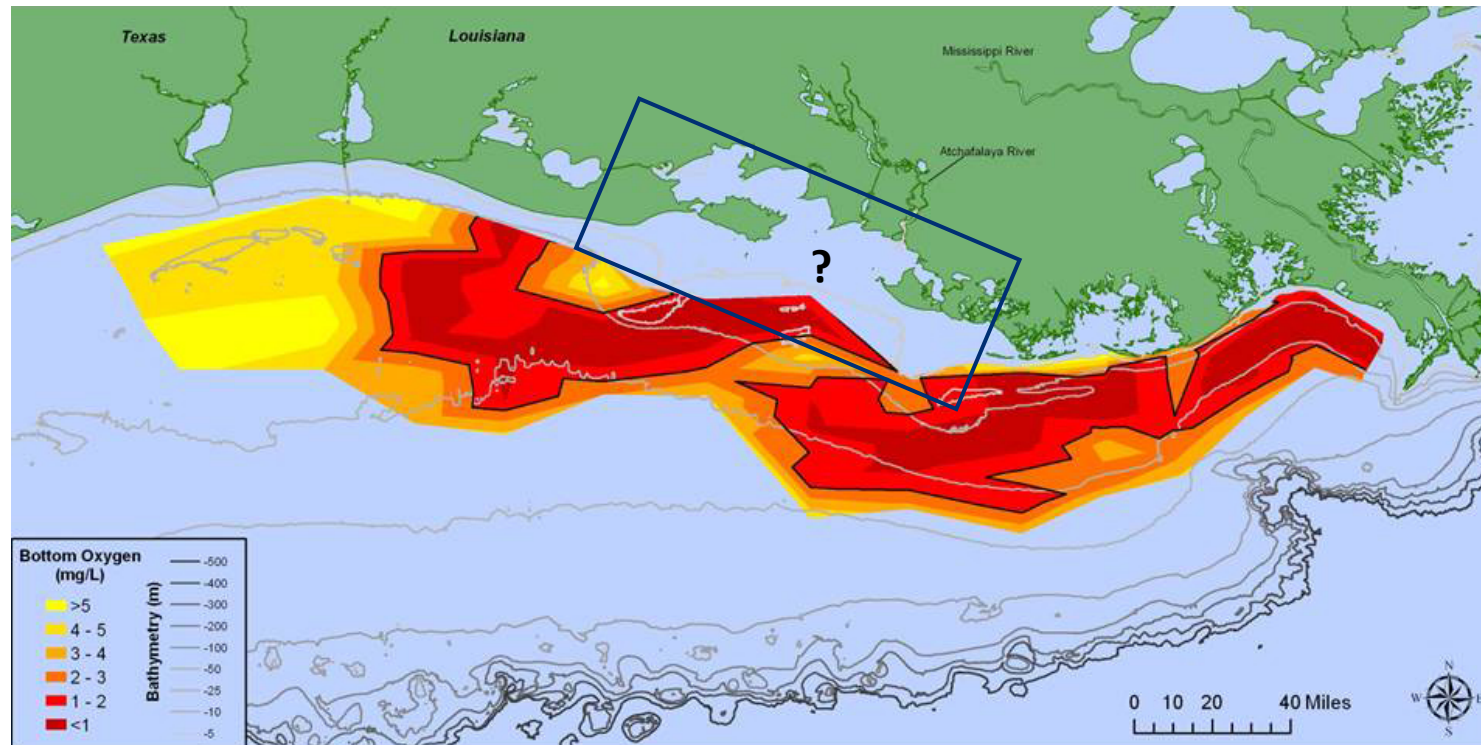 Texas
Louisiana
Mississippi River
Atchafalaya River
?
Bottom Oxygen
(mg/L)
>5
4 - 5
3 - 4
2 - 3
1 - 2
<1
Bathymetry (m)
-500
-400
-300
-200
-100
-50
-25
-10
-5
0 10 20 40 Miles
N
W
E
S